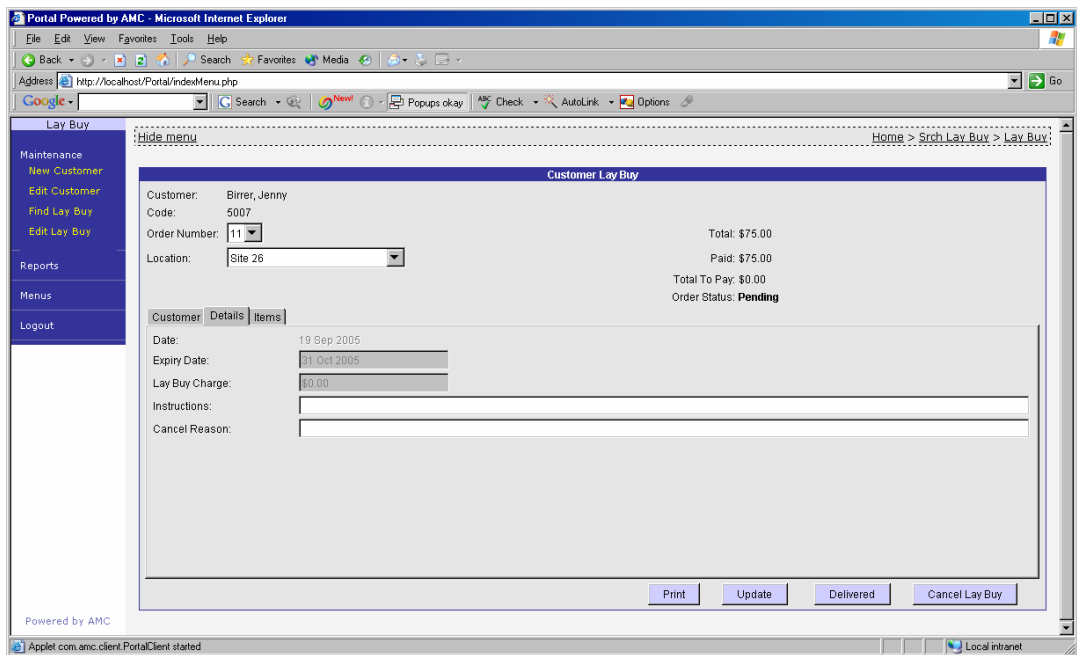 Portal Powered by AMC - Microsoft Internet Explorer
File Edit View Favorites Tools Help
Back Search Favorites Media
Address http://localhost/Portal/indexMenu.php Go
Google Search New! Popups okay ABC Check AutoLink Options
Lay Buy
Hide menu Home > Srch Lay Buy > Lay Buy
Maintenance
New Customer
Edit Customer
Find Lay Buy
Edit Lay Buy
Reports
Menus
Logout
Customer Lay Buy
Customer: Birrer, Jenny
Code: 5007
Order Number: 11 Total: $75.00
Location: Site 26 Paid: $75.00
Total To Pay: $0.00
Order Status: Pending
Customer Details Items
Date: 19 Sep 2005
Expiry Date: 31 Oct 2005
Lay Buy Charge: $0.00
Instructions:
Cancel Reason:
Print Update Delivered Cancel Lay Buy
Powered by AMC
Applet com.amc.client.PortalClient started Local intranet